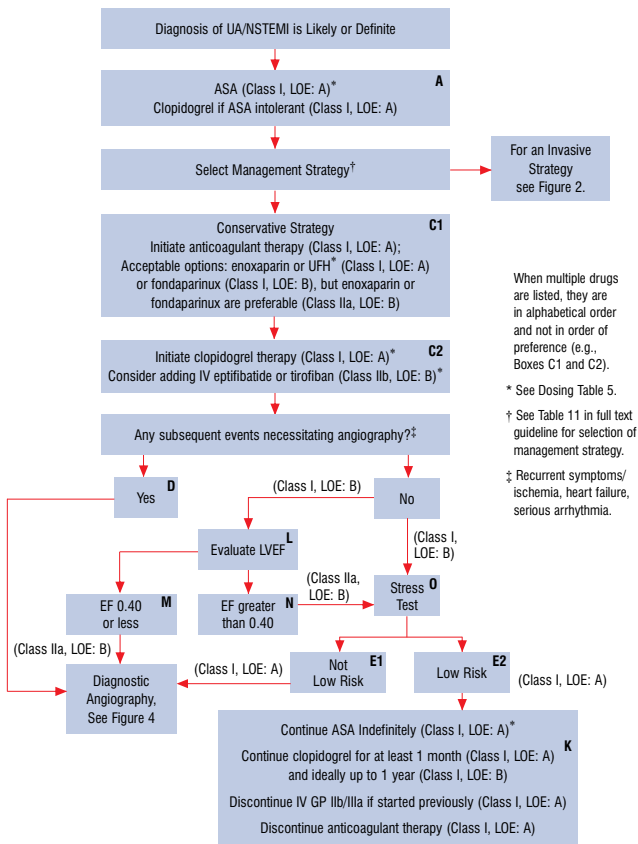 Diagnosis of UA/NSTEMI is Likely or Definite
A
ASA (Class I, LOE: A)*
Clopidogrel if ASA intolerant (Class I, LOE: A)
Select Management Strategy†
For an Invasive
Strategy
see Figure 2.
C1
Conservative Strategy
Initiate anticoagulant therapy (Class I, LOE: A);
Acceptable options: enoxaparin or UFH* (Class I, LOE: A)
or fondaparinux (Class I, LOE: B), but enoxaparin or
fondaparinux are preferable (Class IIa, LOE: B)
C2
Initiate clopidogrel therapy (Class I, LOE: A)*
Consider adding IV eptifibatide or tirofiban (Class IIb, LOE: B)*
When multiple drugs
are listed, they are
in alphabetical order
and not in order of
preference (e.g.,
Boxes C1 and C2).
* See Dosing Table 5.
† See Table 11 in full text
guideline for selection of
management strategy.
‡ Recurrent symptoms/
ischemia, heart failure,
serious arrhythmia.
Any subsequent events necessitating angiography?‡
D
Yes
(Class I, LOE: B)
No
L
Evaluate LVEF
(Class I,
LOE: B)
M
EF 0.40
or less
N
EF greater
than 0.40
(Class IIa,
LOE: B)
O
Stress
Test
(Class IIa, LOE: B)
Diagnostic
Angiography,
See Figure 4
(Class I, LOE: A)
E1
Not
Low Risk
E2
Low Risk
(Class I, LOE: A)
K
Continue ASA Indefinitely (Class I, LOE: A)*
Continue clopidogrel for at least 1 month (Class I, LOE: A)
and ideally up to 1 year (Class I, LOE: B)
Discontinue IV GP IIb/IIIa if started previously (Class I, LOE: A)
Discontinue anticoagulant therapy (Class I, LOE: A)